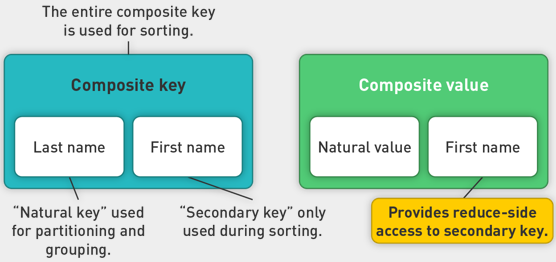 The entire composite key
is used for sorting.
Composite key
Composite value
Last name
First name
Natural value
First name
“Natural key” used
for partitioning and
grouping.
“Secondary key” only
used during sorting.
Provides reduce-side
access to secondary key.